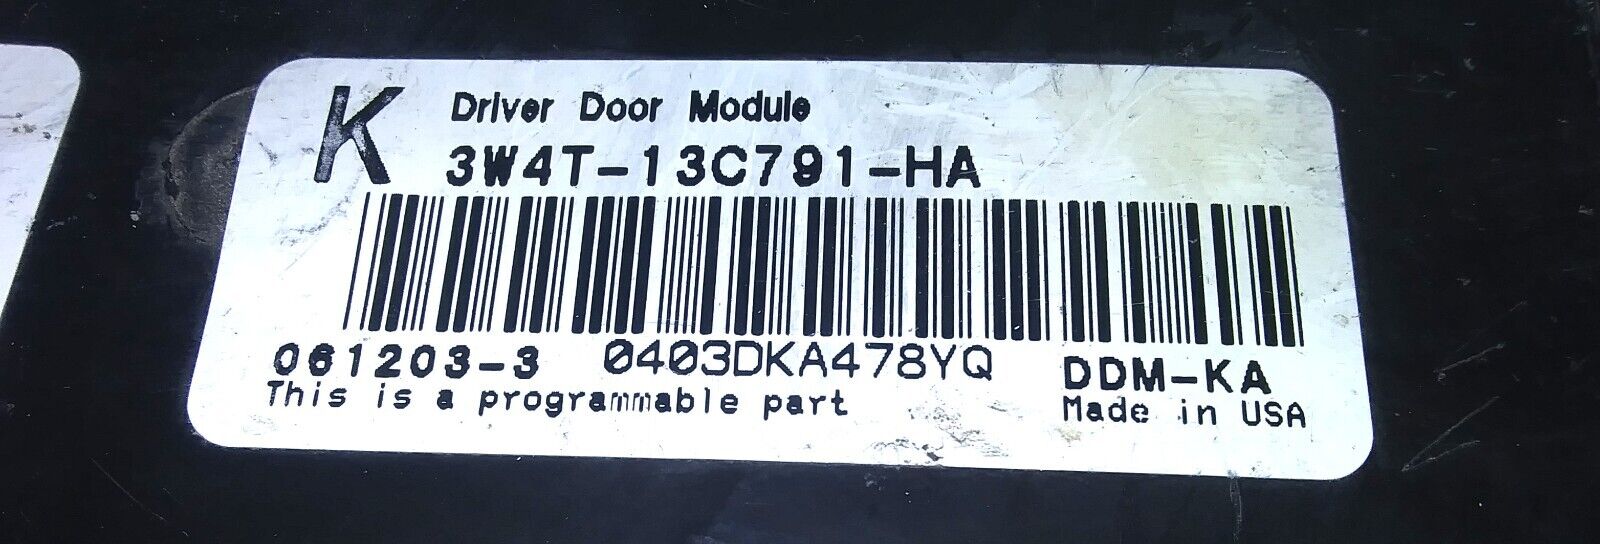 K
Driver Door Module
3W4T-13C791-HA
061203-3 0403DKA478YQ DDM-KA
This is a programmable part Made in USA